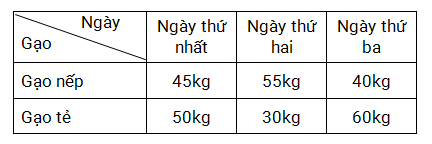 Ngày
Gạo
Ngày thứ
nhất
Ngày thứ
hai
Ngày thứ
ba
Gạo nếp 45kg 55kg 40kg
Gạo tẻ 50kg 30kg 60kg